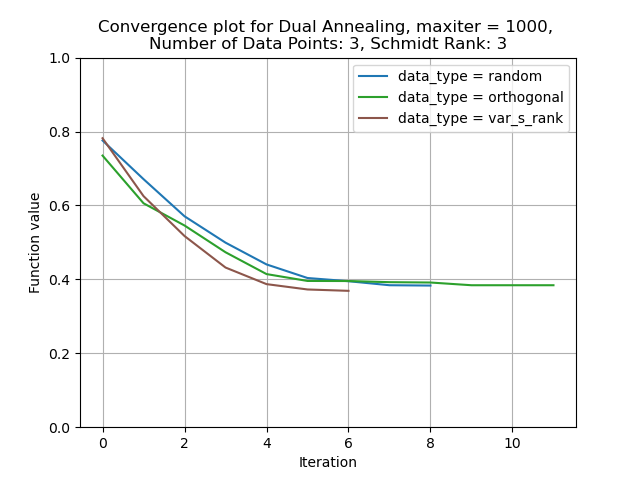 Convergence plot for Dual Annealing, maxiter = 1000,
Number of Data Points: 3, Schmidt Rank: 3
1.0
data_type = random
data_type = orthogonal
data_type = var_s_rank
0.8
0.6
Function value
0.4
0.2
0.0
0 2 4 6 8 10
Iteration